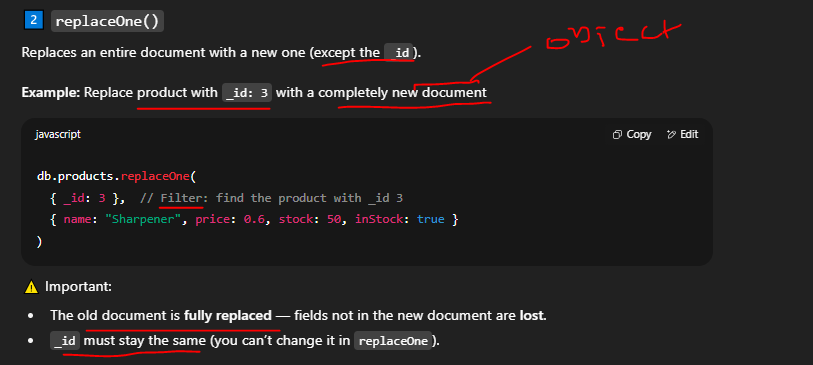 2 replaceOne()
object
Replaces an entire document with a new one (except the _id).
Example: Replace product with _id: 3 with a completely new document
javascript Copy Edit
db.products.replaceOne(
{ _id: 3 }, // Filter: find the product with _id 3
{ name: "Sharpener", price: 0.6, stock: 50, inStock: true }
)
⚠️ Important:
• The old document is fully replaced — fields not in the new document are lost.
• _id must stay the same (you can't change it in replaceOne).